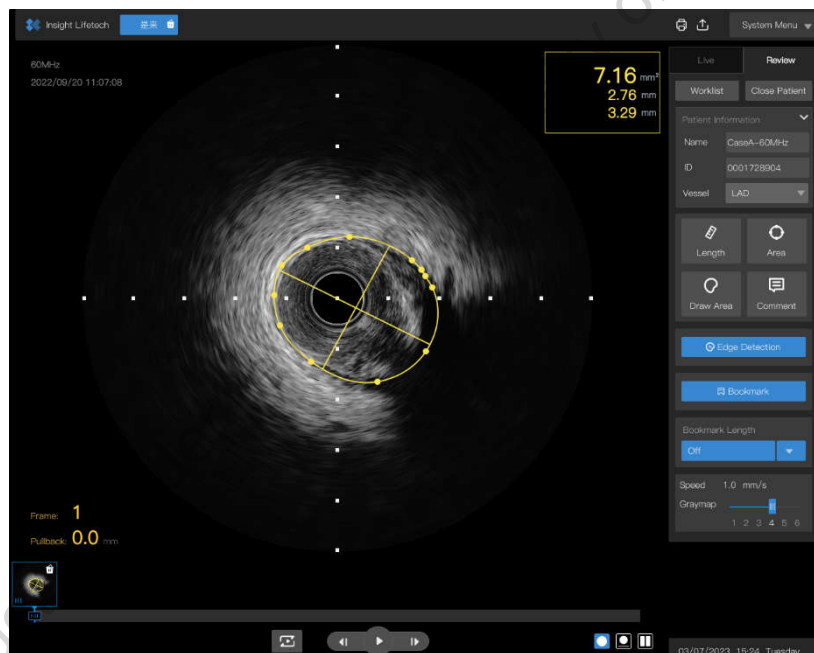 Insight Lifetech
System Menu
60MHz
2022/09/20 11:07:08
7.16 mm²
2.76 mm
3.29 mm
Live Review
Worklist Close Patient
Patient Information
Name CaseA-60MHz
ID 0001728904
Vessel LAD
Length Area
Draw Area Comment
Edge Detection
Bookmark
Bookmark Length
Off
Speed 1.0 mm/s
Graymap
1 2 3 4 5 6
Frame: 1
Pullback: 0.0 mm
03/07/2023 15:24 Tuesday